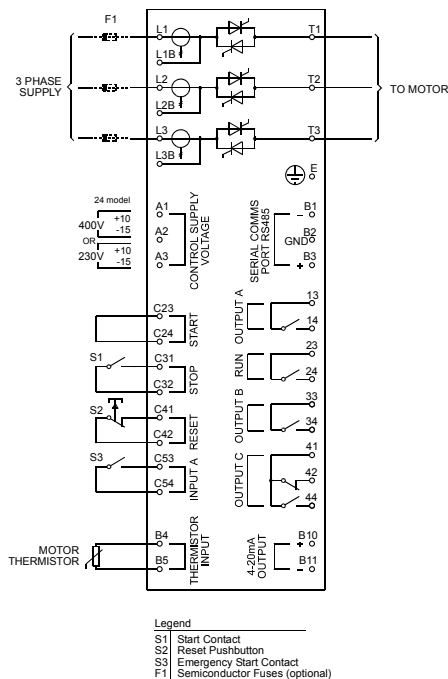 F1
L1
T1
L1B
3 PHASE
SUPPLY
L2
T2
TO MOTOR
L2B
L3
T3
L3B
E
24 model
400V
+10
-15
OR
230V
+10
-15
A1
A2
A3
CONTROL SUPPLY
VOLTAGE
SERIAL COMMS
PORT RS485
- B1
GND B2
+ B3
C23
C24
START
OUTPUT A
13
14
S1
C31
C32
STOP
RUN
23
24
S2
C41
C42
RESET
OUTPUT B
33
34
S3
C53
C54
INPUT A
OUTPUT C
41
42
44
MOTOR
THERMISTOR
B4
B5
THERMISTOR
INPUT
4-20mA
OUTPUT
+ B10
- B11
Legend
S1 Start Contact
S2 Reset Pushbutton
S3 Emergency Start Contact
F1 Semiconductor Fuses (optional)